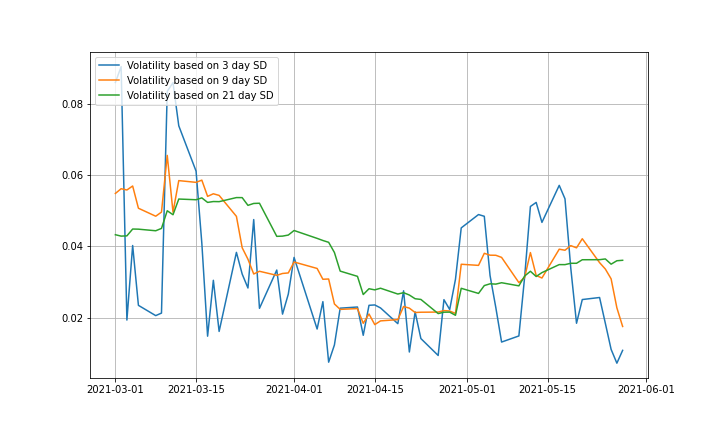 Volatility based on 3 day SD
Volatility based on 9 day SD
Volatility based on 21 day SD
0.08
0.06
0.04
0.02
2021-03-01 2021-03-15 2021-04-01 2021-04-15 2021-05-01 2021-05-15 2021-06-01